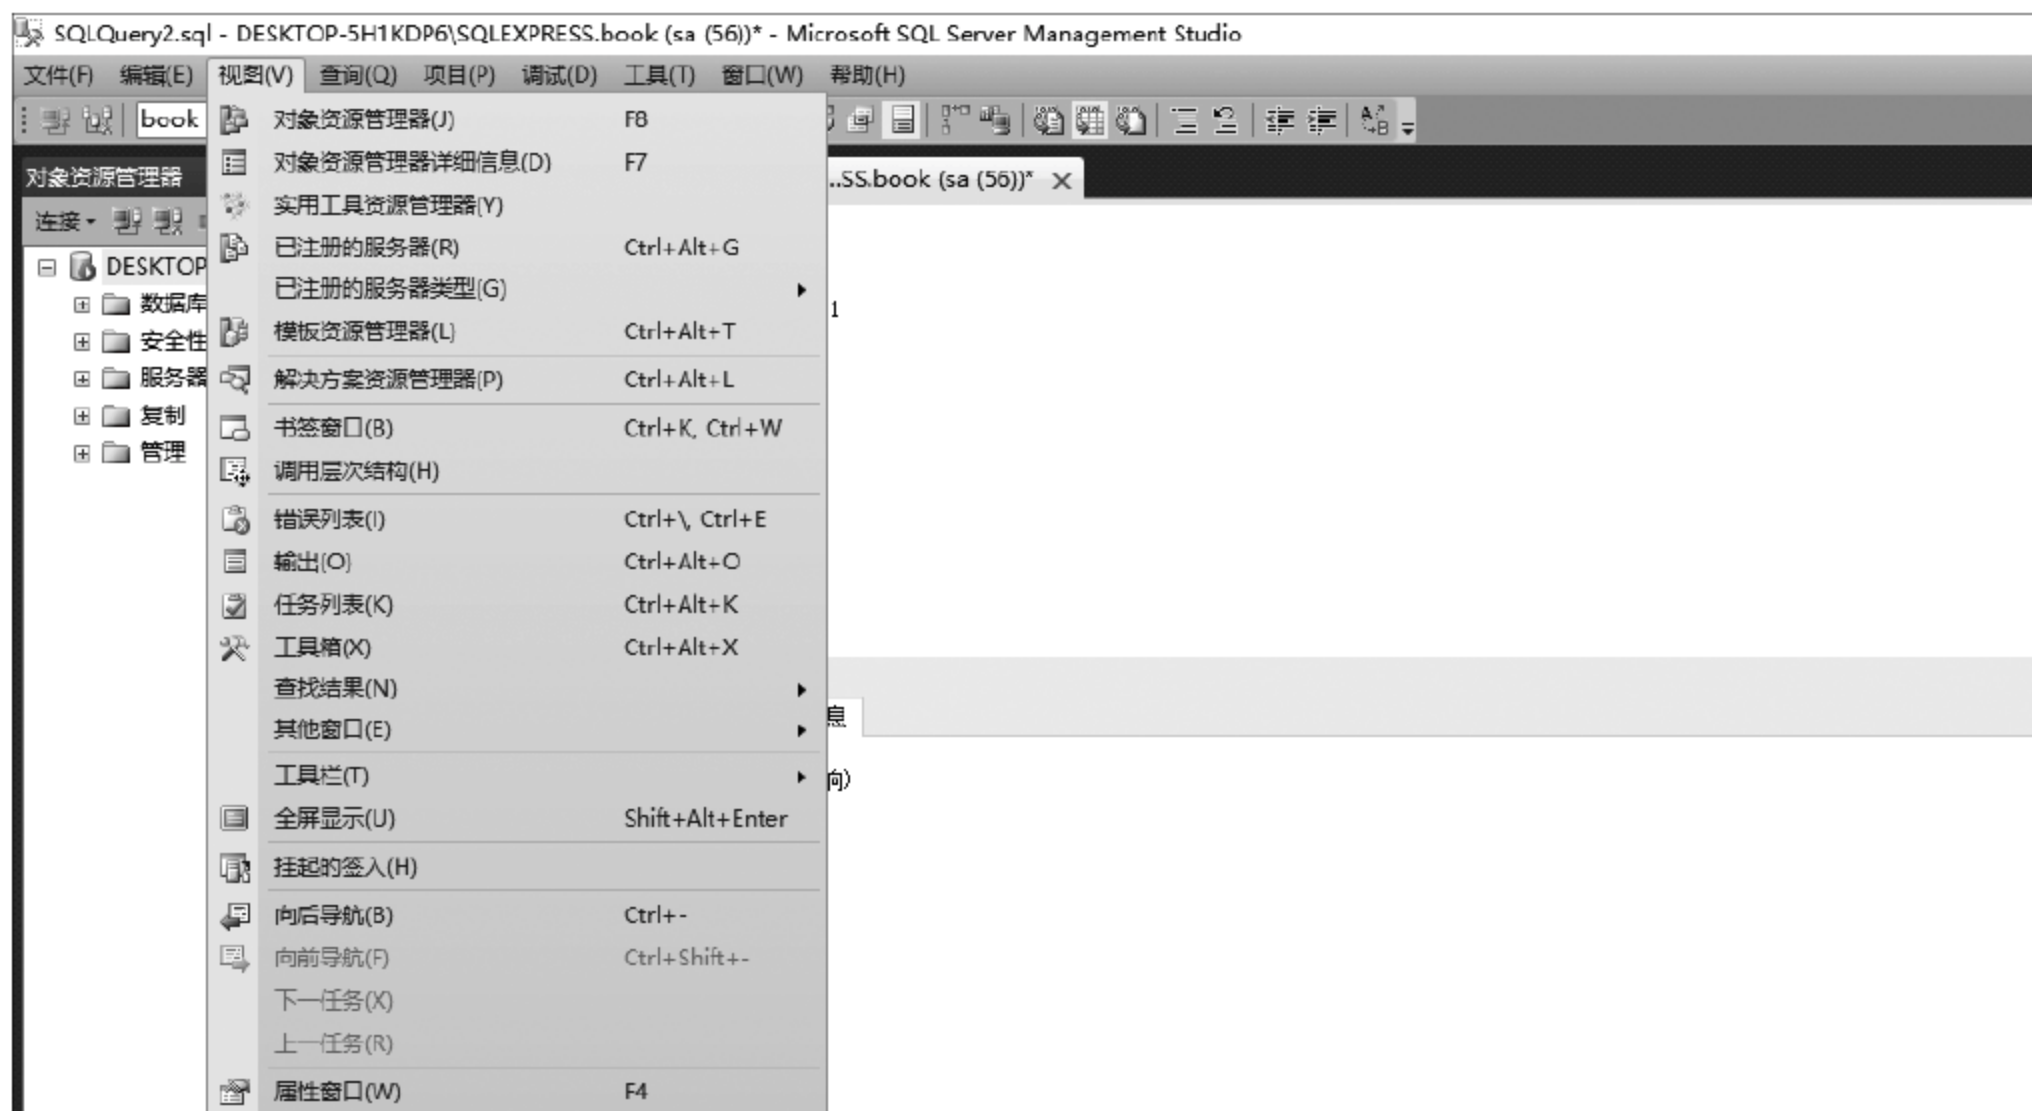 SQLQuery2.sql - DESKTOP-5H1KDP6\SQLEXPRESS.book (sa (56))* - Microsoft SQL Server Management Studio
文件(F) 编辑(E) 视图(V) 查询(Q) 项目(P) 调试(D) 工具(T) 窗口(W) 帮助(H)
book
对象资源管理器
连接
DESKTOP
数据库
安全性
服务器
复制
管理
对象资源管理器(J) F8
对象资源管理器详细信息(D) F7
实用工具资源管理器(Y)
已注册的服务器(R) Ctrl+Alt+G
已注册的服务器类型(G)
模板资源管理器(L) Ctrl+Alt+T
解决方案资源管理器(P) Ctrl+Alt+L
书签窗口(B) Ctrl+K, Ctrl+W
调用层次结构(H)
错误列表(I) Ctrl+\, Ctrl+E
输出(O) Ctrl+Alt+O
任务列表(K) Ctrl+Alt+K
工具箱(X) Ctrl+Alt+X
查找结果(N)
其他窗口(E)
工具栏(T)
全屏显示(U) Shift+Alt+Enter
挂起的签入(H)
向后导航(B) Ctrl+-
向前导航(F) Ctrl+Shift+-
下一任务(X)
上一任务(R)
属性窗口(W) F4
..SS.book (sa (56))*
1
息
响)